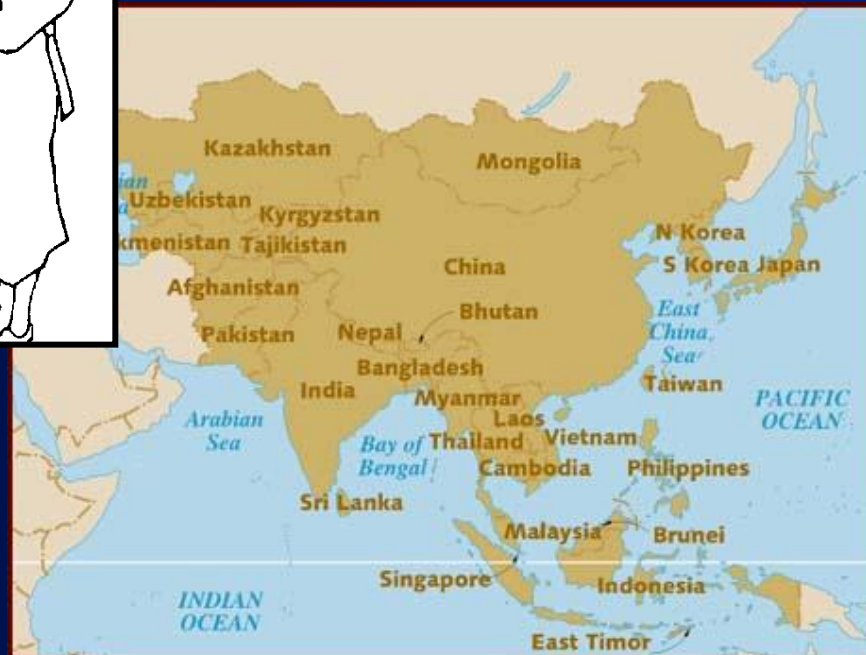 Kazakhstan
Mongolia
ian
a
Uzbekistan
Kyrgyzstan
N Korea
kmenistan
Tajikistan
China
S Korea
Japan
Afghanistan
Bhutan
East
China
Sea
Pakistan
Nepal
Bangladesh
India
Taiwan
Myanmar
PACIFIC
OCEAN
Arabian
Sea
Laos
Bay of
Bengal
Thailand
Vietnam
Cambodia
Philippines
Sri Lanka
Malaysia
Brunei
Singapore
Indonesia
INDIAN
OCEAN
East Timor